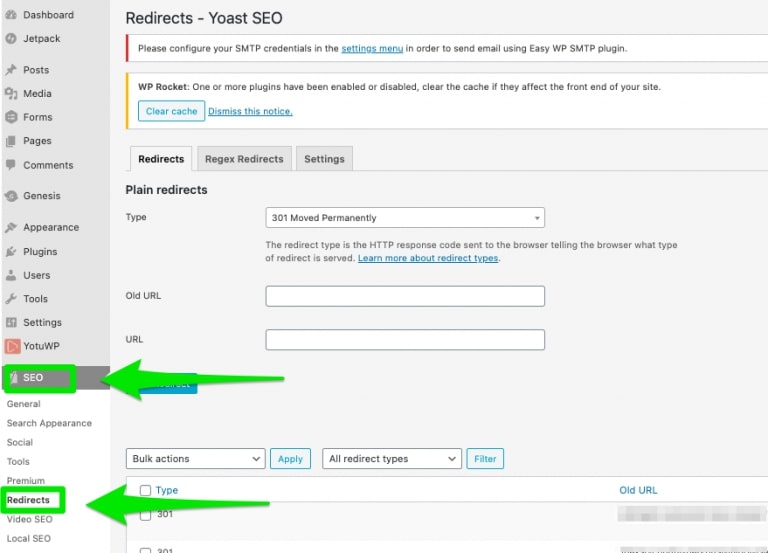 Dashboard
Jetpack
Posts
Media
Forms
Pages
Comments
Genesis
Appearance
Plugins
Users
Tools
Settings
YotuWP
SEO
General
Search Appearance
Social
Tools
Premium
Redirects
Video SEO
Local SEO
Redirects - Yoast SEO
Please configure your SMTP credentials in the settings menu in order to send email using Easy WP SMTP plugin.
WP Rocket: One or more plugins have been enabled or disabled, clear the cache if they affect the front end of your site.
Clear cache Dismiss this notice.
Redirects Regex Redirects Settings
Plain redirects
Type 301 Moved Permanently
The redirect type is the HTTP response code sent to the browser telling the browser what type
of redirect is served. Learn more about redirect types.
Old URL
URL
Bulk actions Apply All redirect types Filter
Type Old URL
301
301